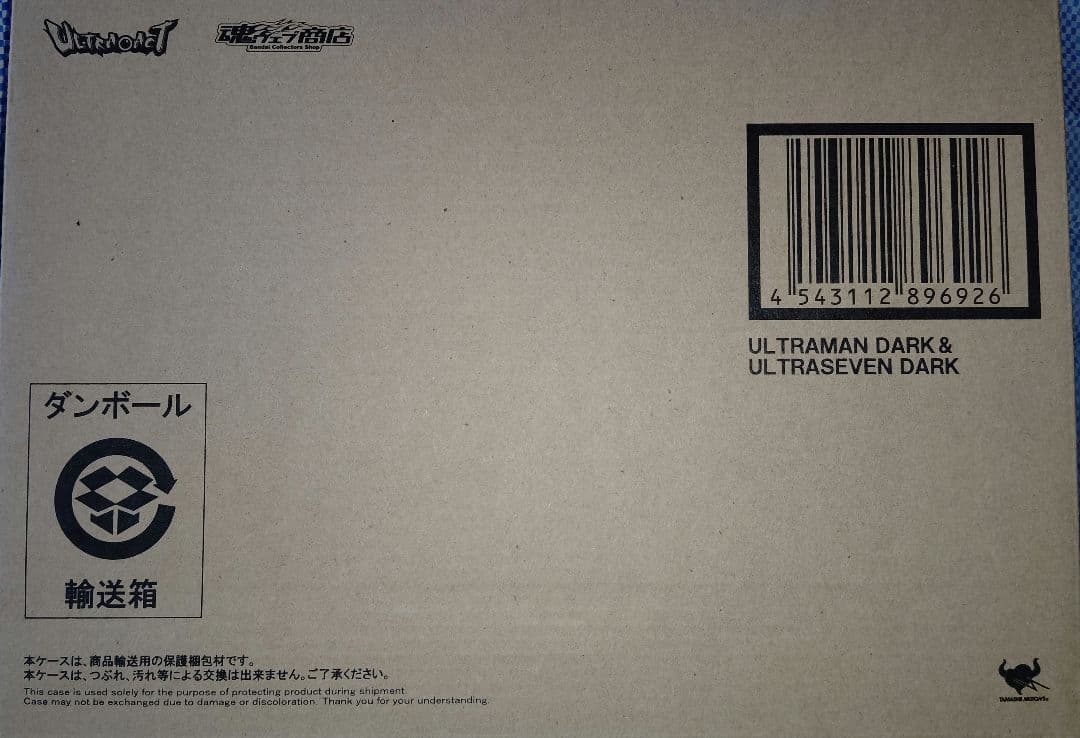 ULTRA-ACT
魂ウェブ商店
Bandai Collectors Shop
4 543112 896926
ULTRAMAN DARK &
ULTRASEVEN DARK
ダンボール
輸送箱
本ケースは、商品輸送用の保護梱包材です。
本ケースは、つぶれ、汚れ等による交換は出来ません。ご了承ください。
This case is used solely for the purpose of protecting product during shipment.
Case may not be exchanged due to damage or discoloration. Thank you for your understanding.
TAMASHII NATIONS